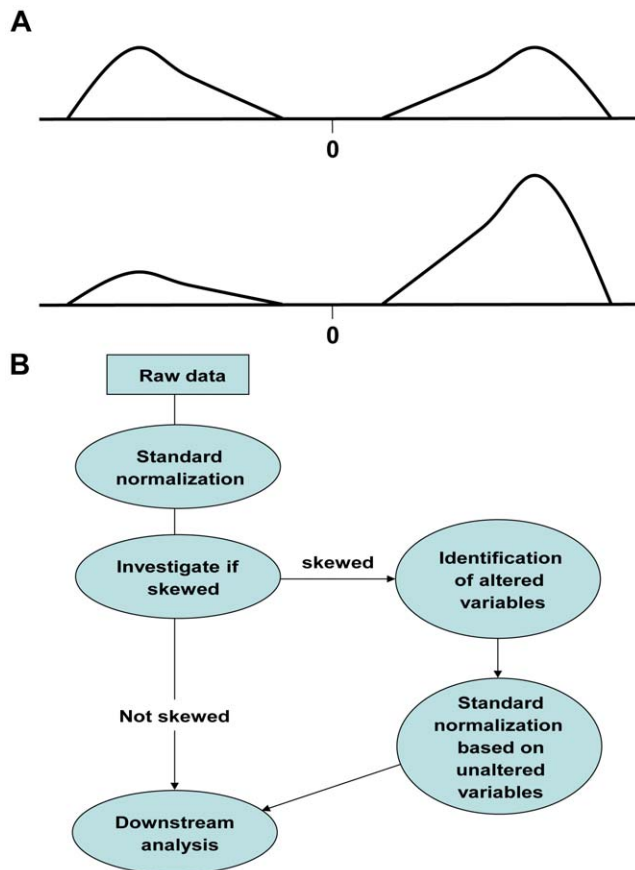 A
0
0
B
Raw data
Standard
normalization
Investigate if
skewed
skewed
Identification
of altered
variables
Not skewed
Standard
normalization
based on
unaltered
variables
Downstream
analysis